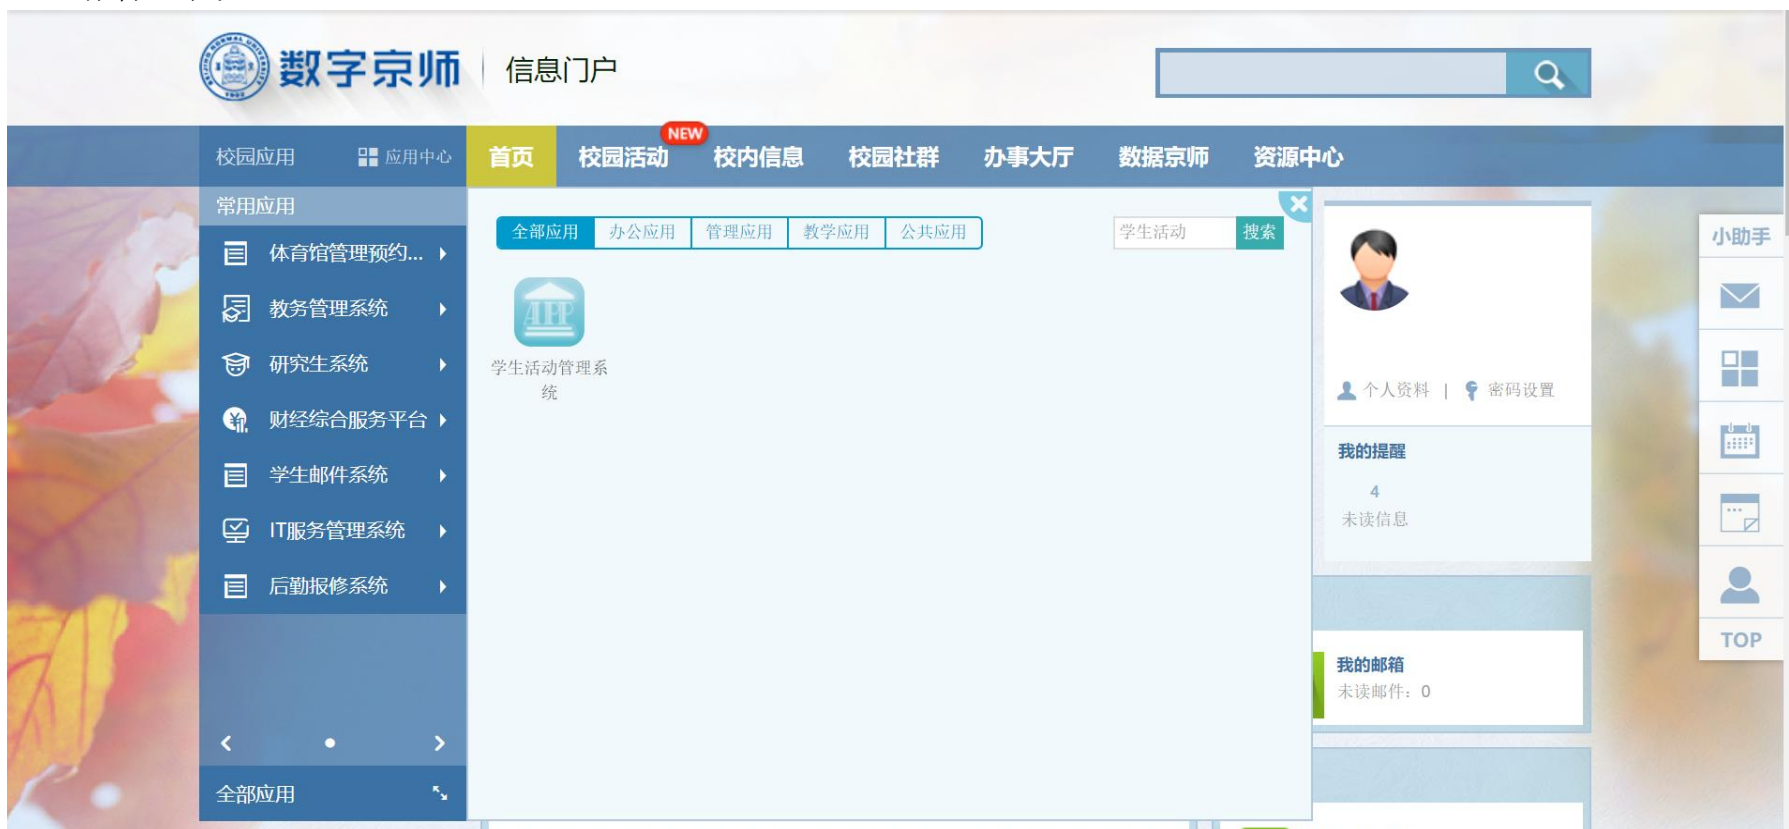 数字京师
信息门户
校园应用
应用中心
首页
校园活动
NEW
校内信息
校园社群
办事大厅
数据京师
资源中心
常用应用
体育馆管理预约...
教务管理系统
研究生系统
财经综合服务平台
学生邮件系统
IT服务管理系统
后勤报修系统
全部应用
全部应用
办公应用
管理应用
教学应用
公共应用
学生活动
搜索
学生活动管理系
统
个人资料 |
密码设置
我的提醒
4
未读信息
我的邮箱
未读邮件：0
小助手
TOP